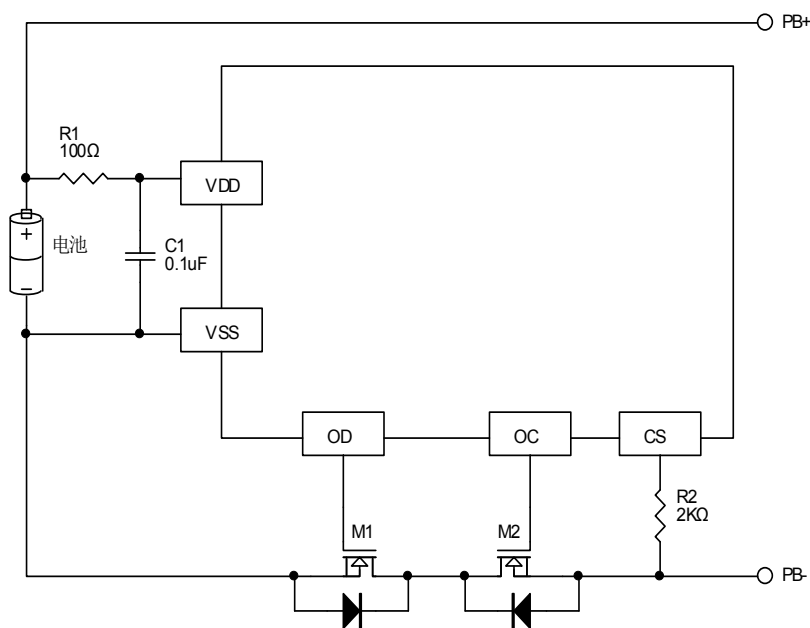 PB+
R1
100Ω
VDD
电池
C1
0.1uF
VSS
OD
OC
CS
R2
2KΩ
M1
M2
PB-